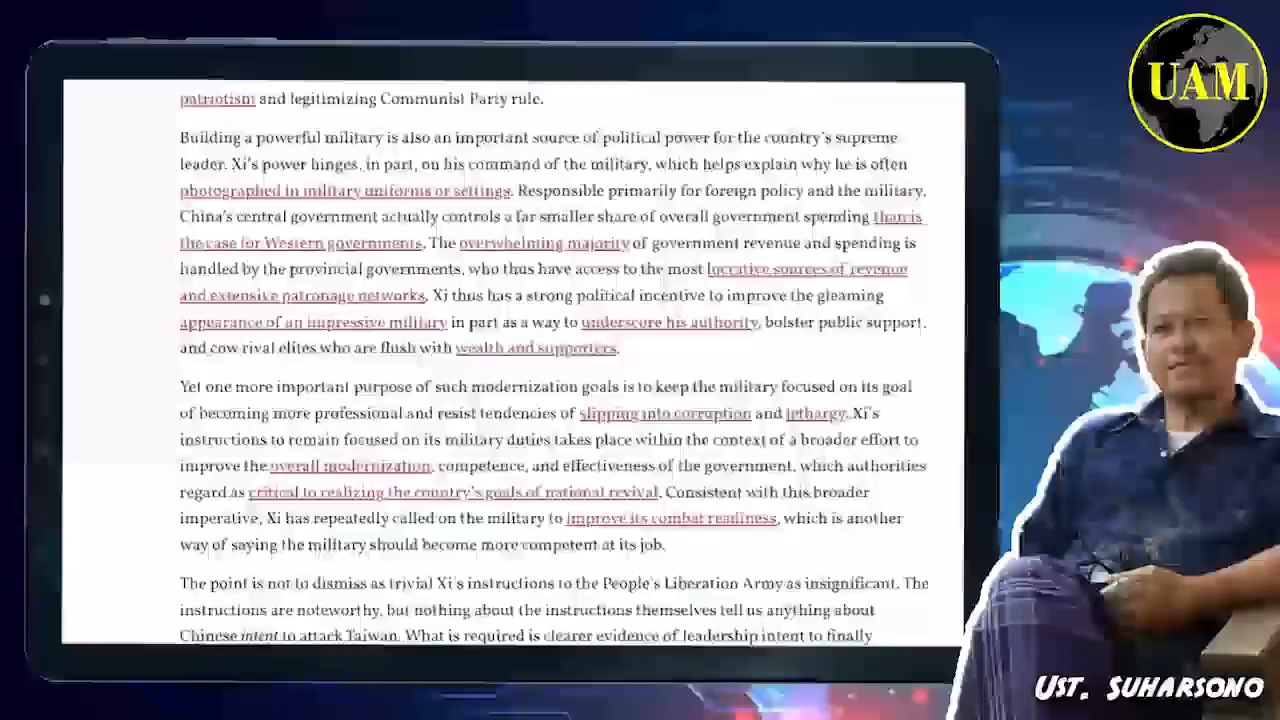 patriotism and legitimizing Communist Party rule.
Building a powerful military is also an important source of political power for the country's supreme
leader. Xi's power hinges, in part, on his command of the military, which helps explain why he is often
photographed in military uniforms or settings. Responsible primarily for foreign policy and the military,
China's central government actually controls a far smaller share of overall government spending than is
the case for Western governments. The overwhelming majority of government revenue and spending is
handled by the provincial governments, who thus have access to the most lucrative sources of revenue
and extensive patronage networks. Xi thus has a strong political incentive to improve the gleaming
appearance of an impressive military in part as a way to underscore his authority, bolster public support,
and cow rival elites who are flush with wealth and supporters.
Yet one more important purpose of such modernization goals is to keep the military focused on its goal
of becoming more professional and resist tendencies of slipping into corruption and lethargy. Xi's
instructions to remain focused on its military duties takes place within the context of a broader effort to
improve the overall modernization, competence, and effectiveness of the government, which authorities
regard as critical to realizing the country's goals of national revival. Consistent with this broader
imperative, Xi has repeatedly called on the military to improve its combat readiness, which is another
way of saying the military should become more competent at its job.
The point is not to dismiss as trivial Xi's instructions to the People's Liberation Army as insignificant. The
instructions are noteworthy, but nothing about the instructions themselves tell us anything about
Chinese intent to attack Taiwan. What is required is clearer evidence of leadership intent to finally
UAM
UST. SUHARSONO